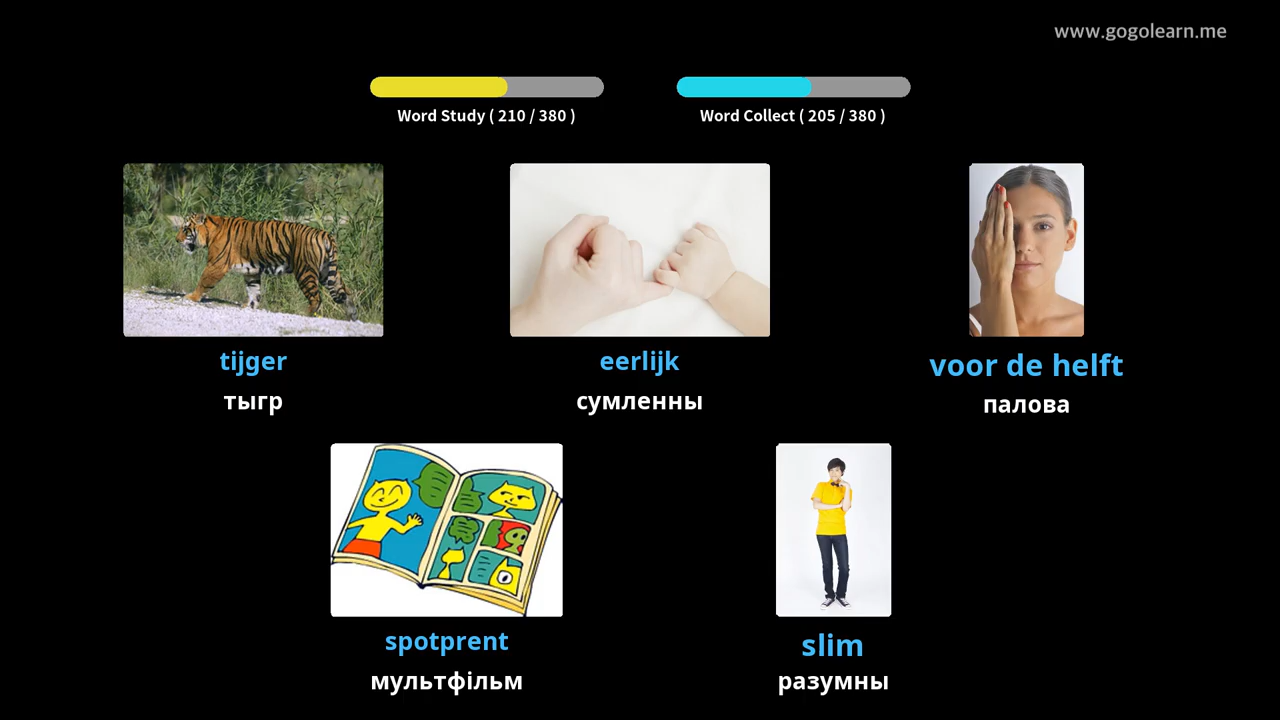 www.gogolearn.me
Word Study ( 210 / 380 )
Word Collect ( 205 / 380 )
tijger
тыгр
eerlijk
сумленны
voor de helft
палова
spotprent
мультфільм
slim
разумны